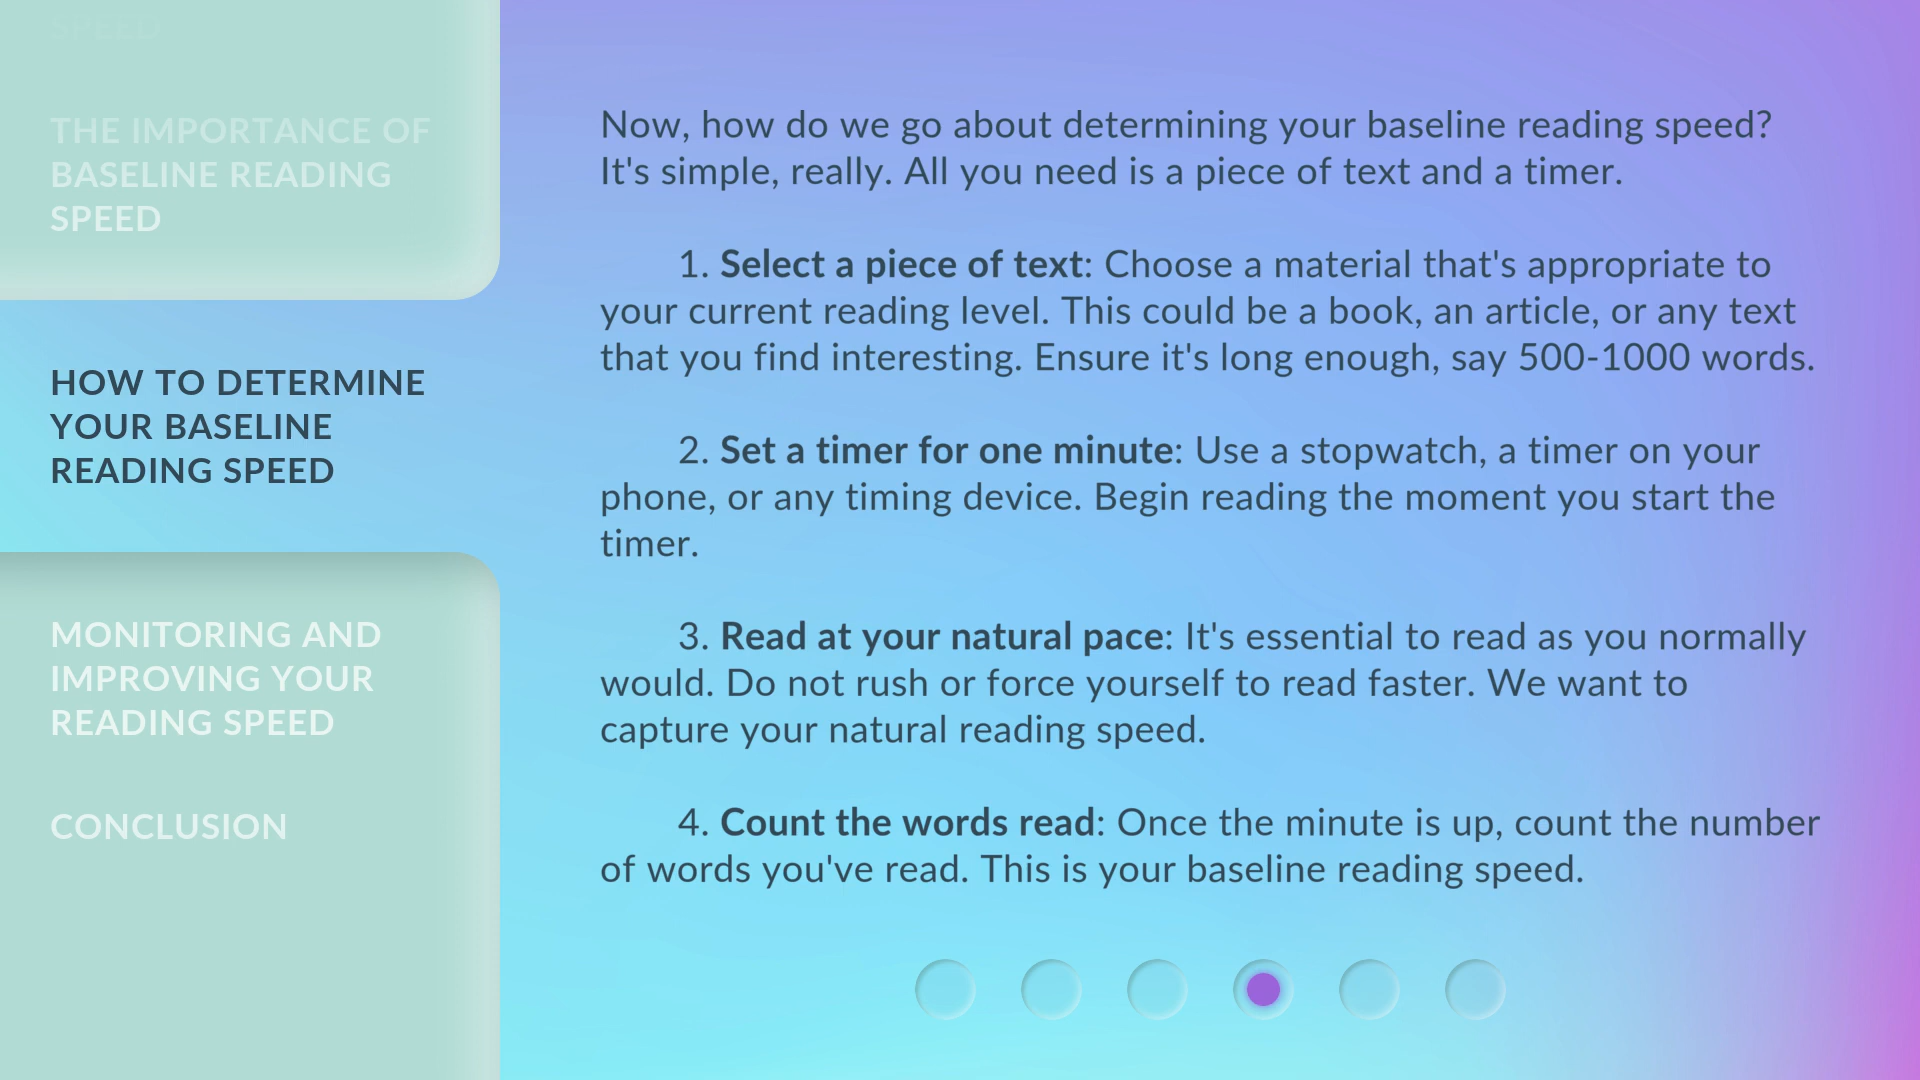 SPEED
THE IMPORTANCE OF
BASELINE READING
SPEED
HOW TO DETERMINE
YOUR BASELINE
READING SPEED
MONITORING AND
IMPROVING YOUR
READING SPEED
CONCLUSION
Now, how do we go about determining your baseline reading speed?
It's simple, really. All you need is a piece of text and a timer.
1. Select a piece of text: Choose a material that's appropriate to
your current reading level. This could be a book, an article, or any text
that you find interesting. Ensure it's long enough, say 500-1000 words.
2. Set a timer for one minute: Use a stopwatch, a timer on your
phone, or any timing device. Begin reading the moment you start the
timer.
3. Read at your natural pace: It's essential to read as you normally
would. Do not rush or force yourself to read faster. We want to
capture your natural reading speed.
4. Count the words read: Once the minute is up, count the number
of words you've read. This is your baseline reading speed.